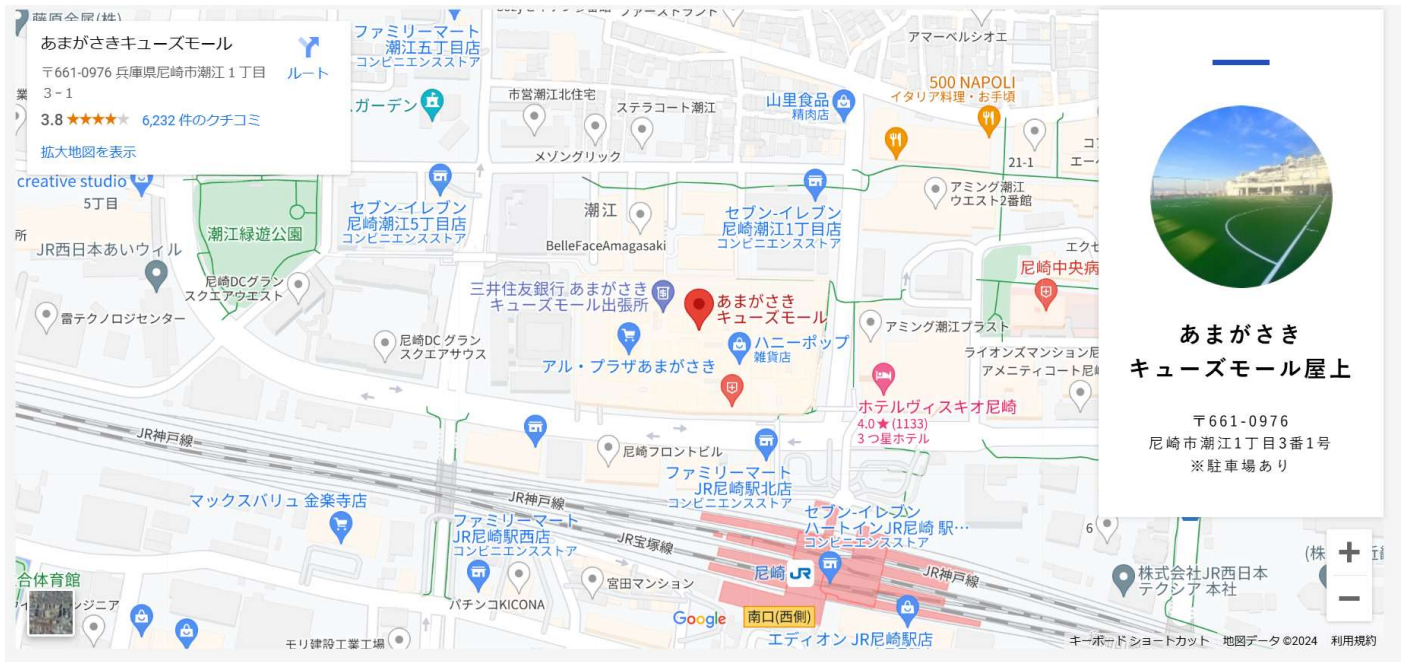 藤原金属(株)
あまがさきキューズモール
〒661-0976 兵庫県尼崎市潮江1丁目
3-1
ルート
3.8
6,232 件のクチコミ
拡大地図を表示
ファミリーマート
潮江五丁目店
コンビニエンスストア
ファーストランド
アマーベルシオエ
500 NAPOLI
イタリア料理・お手頃
ガーデン
市営潮江北住宅
ステラコート潮江
山里食品
精肉店
メゾングリック
21-1
creative studio
5丁目
セブン-イレブン
尼崎潮江5丁目店
コンビニエンスストア
潮江
セブン-イレブン
尼崎潮江1丁目店
コンビニエンスストア
アミング潮江
ウエスト2番館
所
JR西日本あいウィル
潮江緑遊公園
BelleFaceAmagasaki
尼崎中央病
尼崎DCグラン
スクエアウエスト
三井住友銀行 あまがさき
キューズモール出張所
あまがさき
キューズモール
雷テクノロジセンター
尼崎DC グラン
スクエアサウス
アル・プラザあまがさき
ハニーポップ
雑貨店
アミング潮江プラスト
ライオンズマンション尼
アメニティコート尼崎
ホテルヴィスキオ尼崎
4.0★(1133)
3 つ星ホテル
JR神戸線
尼崎フロントビル
ファミリーマート
JR尼崎駅北店
コンビニエンスストア
マックスバリュ 金楽寺店
JR神戸線
ファミリーマート
JR尼崎駅西店
コンビニエンスストア
JR宝塚線
セブン-イレブン
ハートインJR尼崎 駅…
コンビニエンスストア
6
合体育館
尼崎
JR
JR神戸線
宮田マンション
株式会社JR西日本
テクシア 本社
パチンコKICONA
Google
南口(西側)
モリ建設工業工場
エディオン JR尼崎駅店
キーボード ショートカット
地図データ ©2024
利用規約
あまがさき
キューズモール屋上
〒661-0976
尼崎市潮江1丁目3番1号
※駐車場あり